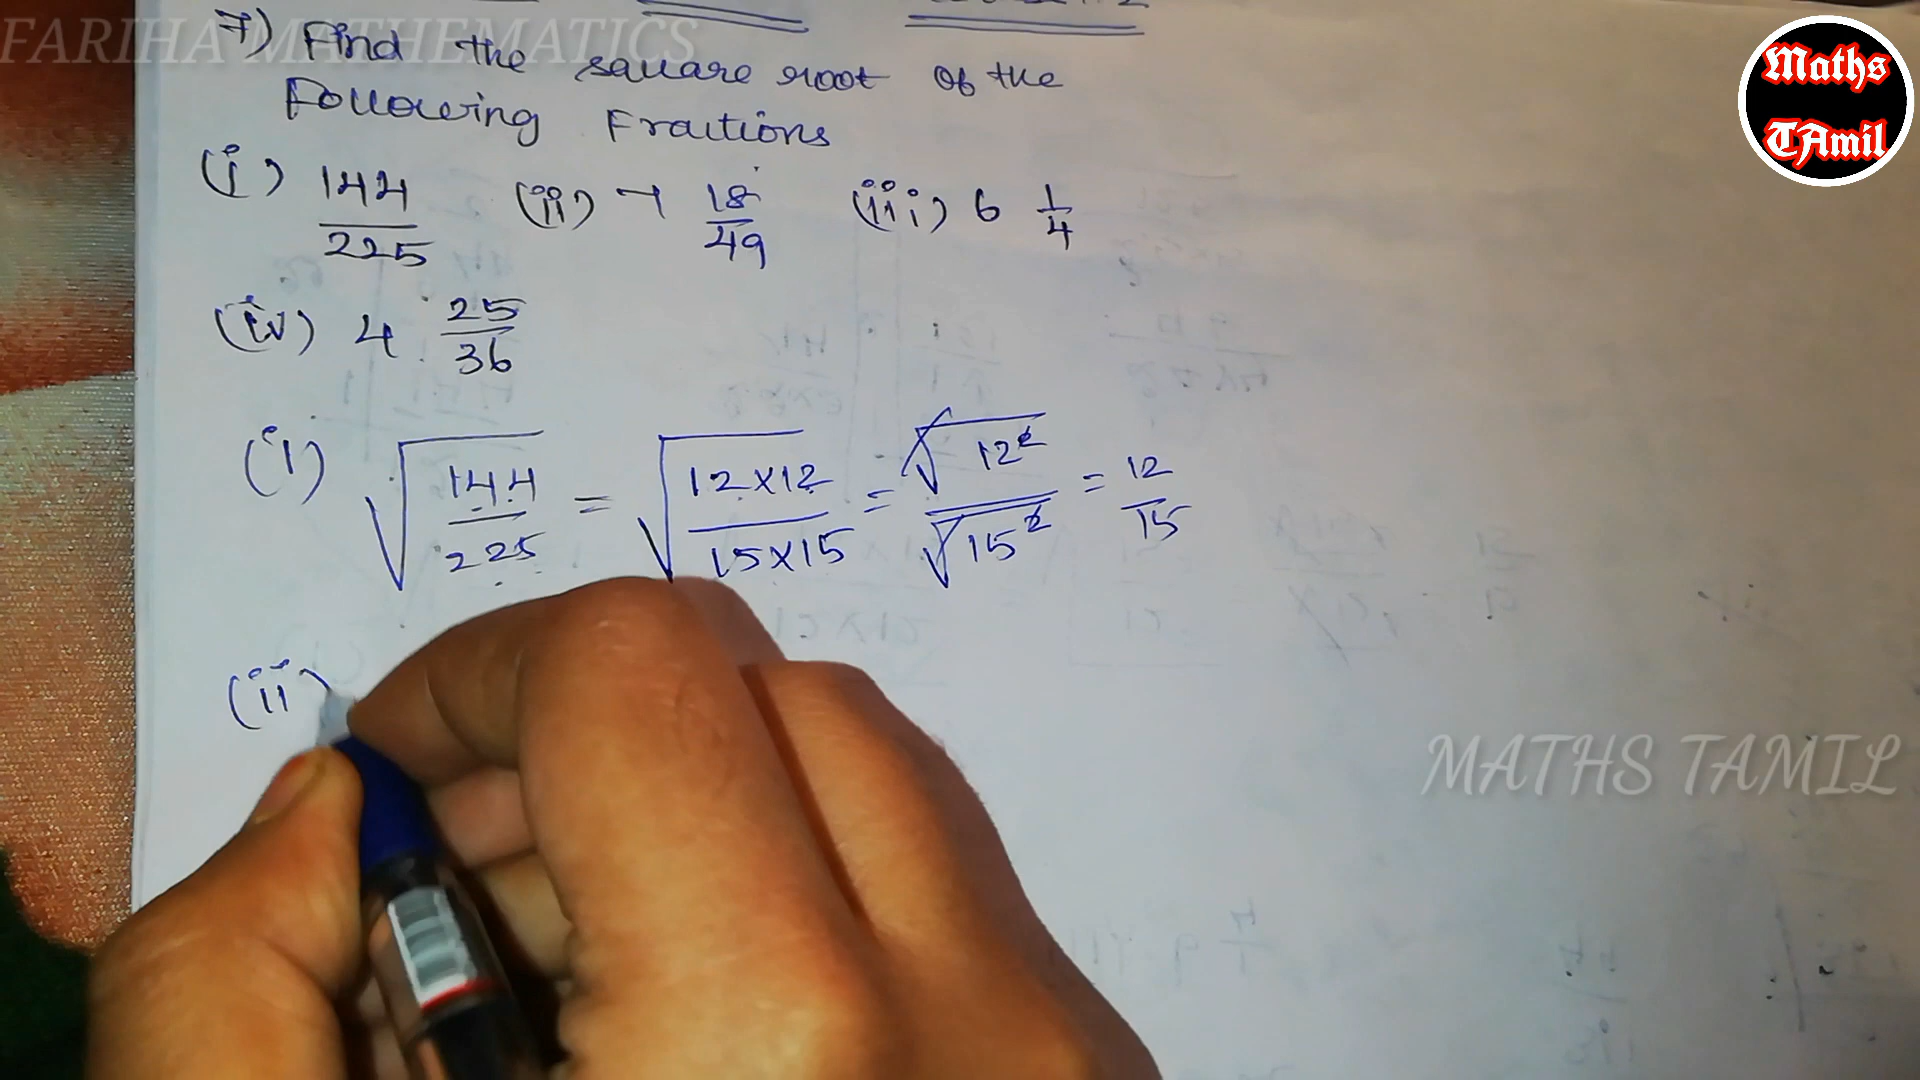 FARIHA MATHEMATICS
7) Find the square root of the
Following Fractions
(i) 144/225 (ii) 7 18/49 (iii) 6 1/4
(iv) 4 25/36
(i) √(144/225) = √((12×12)/(15×15)) = √12²/√15² = 12/15
(ii)
Maths
TAmil
MATHS TAMIL